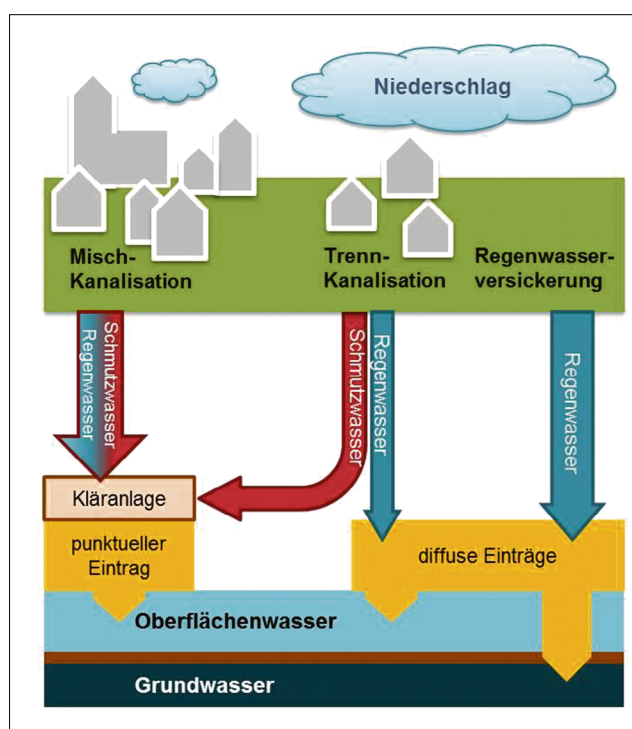 Niederschlag
Misch-
Kanalisation
Trenn-
Kanalisation
Regenwasser-
versickerung
Schmutzwasser
Regenwasser
Schmutzwasser
Regenwasser
Regenwasser
Kläranlage
punktueller
Eintrag
diffuse Einträge
Oberflächenwasser
Grundwasser